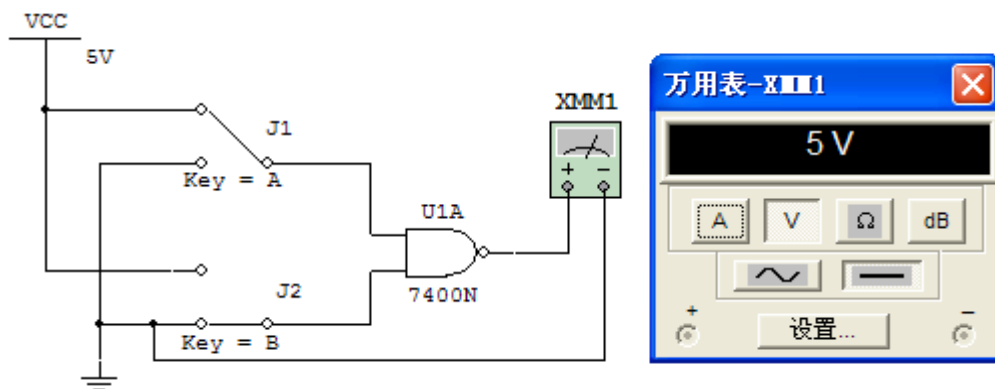 VCC
5V
J1
Key = A
U1A
7400N
J2
Key = B
XMM1
+ −
万用表-XMM1
5 V
A V Ω dB
+ −
设置...